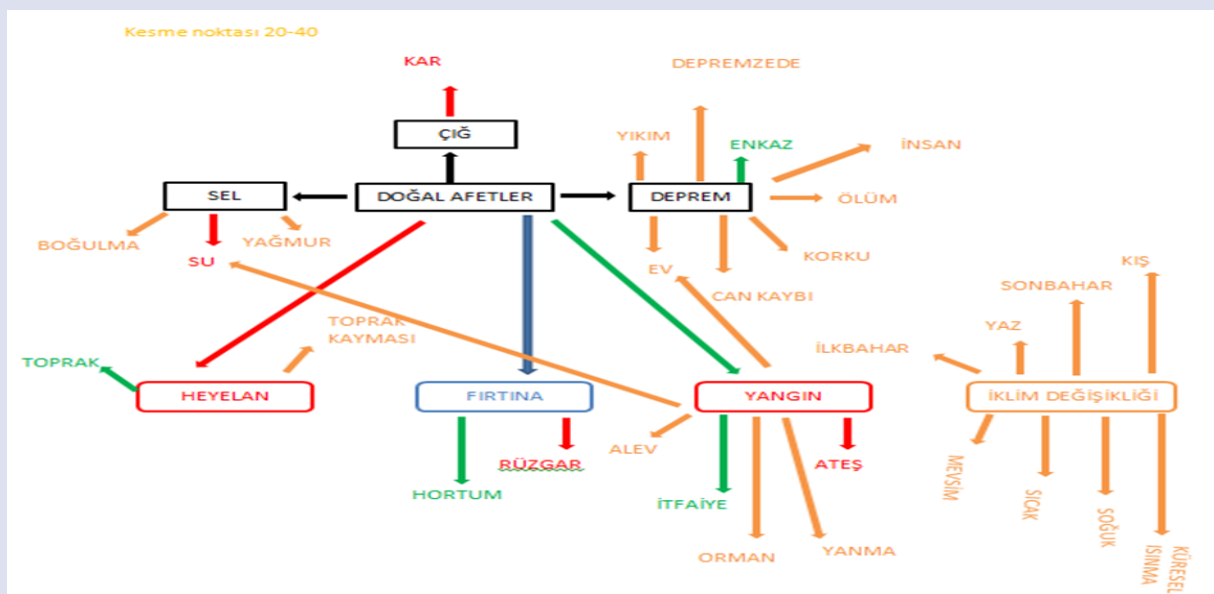 Kesme noktası 20-40
KAR
DEPREMZEDE
ÇIĞ
YIKIM
ENKAZ
İNSAN
SEL
DOĞAL AFETLER
DEPREM
ÖLÜM
BOĞULMA
SU
YAĞMUR
EV
CAN KAYBI
KORKU
KIŞ
SONBAHAR
YAZ
İLKBAHAR
TOPRAK
KAYMASI
TOPRAK
HEYELAN
FIRTINA
YANGIN
İKLİM DEĞİŞİKLİĞİ
ALEV
RÜZGAR
ATEŞ
HORTUM
İTFAİYE
ORMAN
YANMA
MEVSİM
SICAK
SOĞUK
KÜRESEL
ISINMA